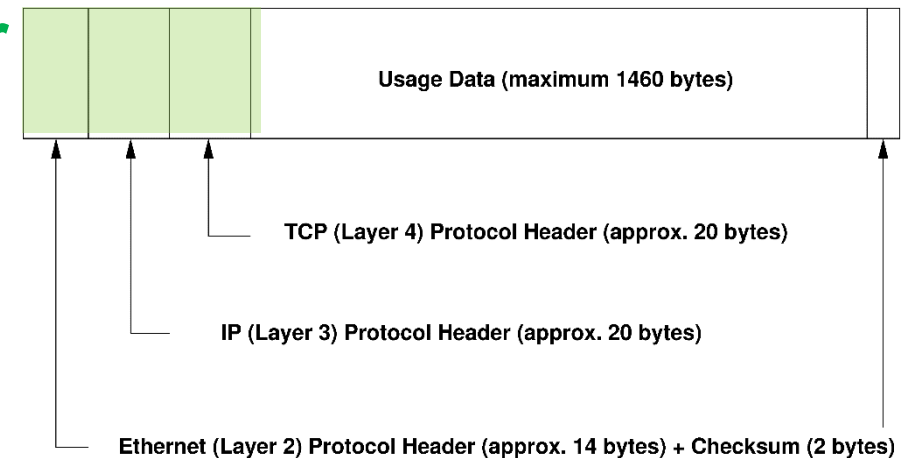 Usage Data (maximum 1460 bytes)
TCP (Layer 4) Protocol Header (approx. 20 bytes)
IP (Layer 3) Protocol Header (approx. 20 bytes)
Ethernet (Layer 2) Protocol Header (approx. 14 bytes) + Checksum (2 bytes)